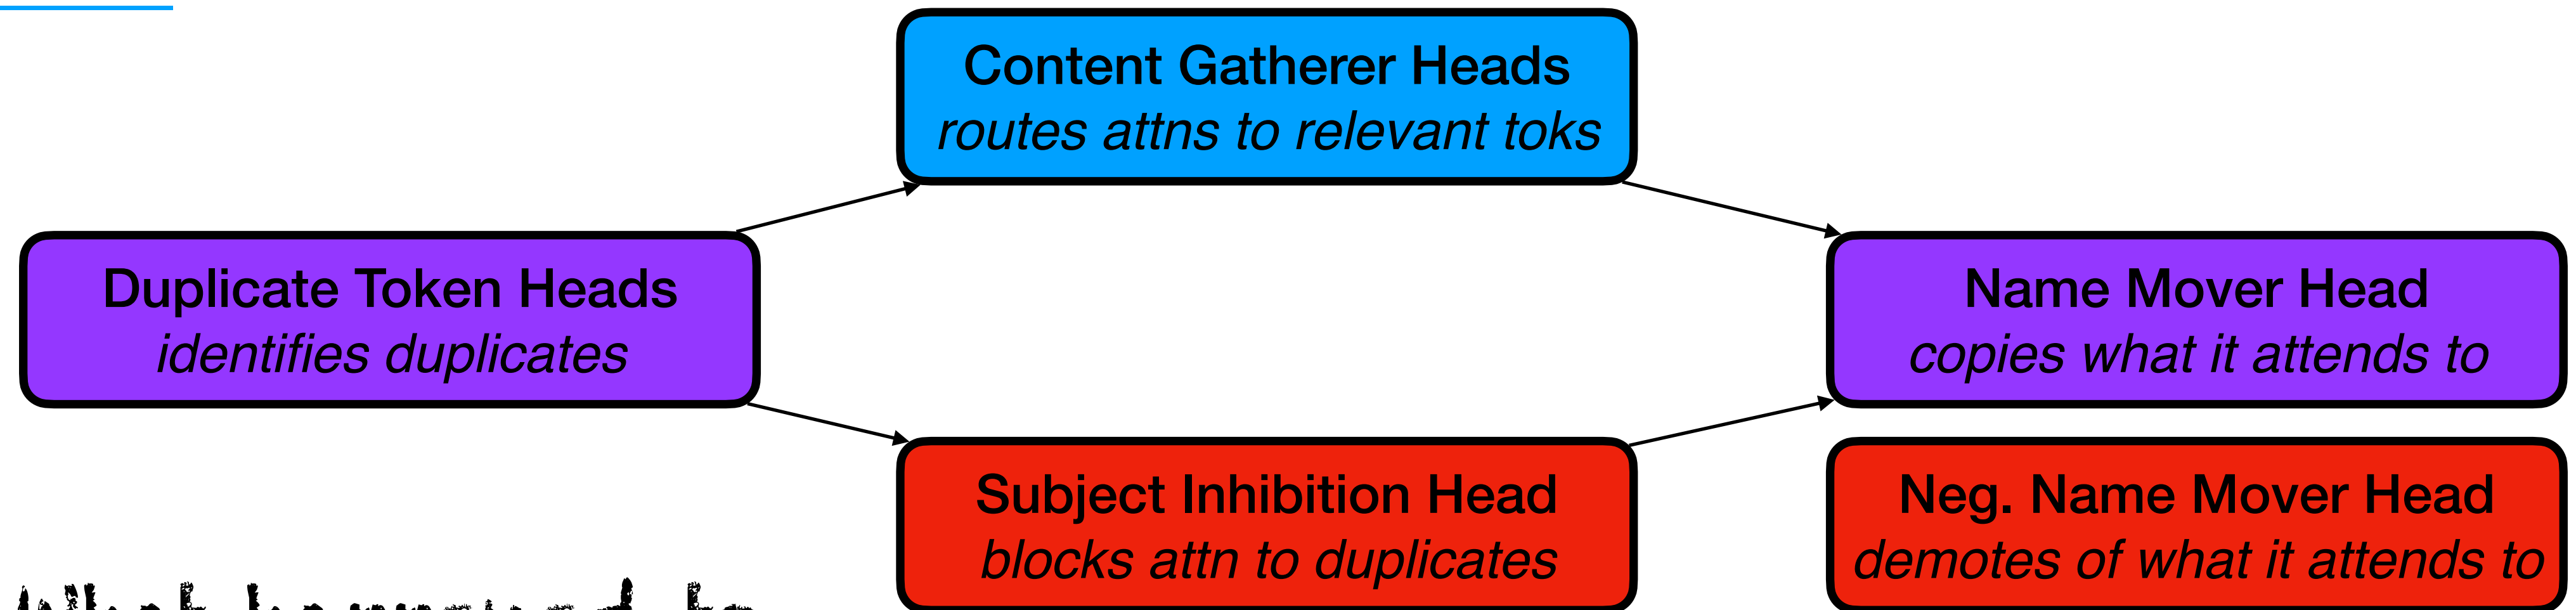 Content Gatherer Heads
routes attns to relevant toks
Duplicate Token Heads
identifies duplicates
Name Mover Head
copies what it attends to
Subject Inhibition Head
blocks attn to duplicates
Neg. Name Mover Head
demotes of what it attends to